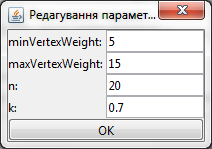 Редагування парамет...
minVertexWeight: 5
maxVertexWeight: 15
n: 20
k: 0.7
OK